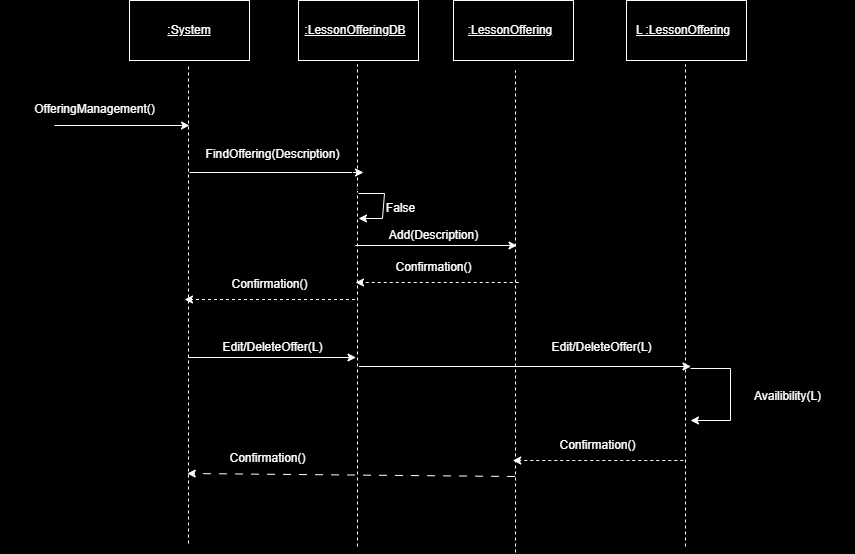 :System
:LessonOfferingDB
:LessonOffering
L :LessonOffering
OfferingManagement()
FindOffering(Description)
False
Add(Description)
Confirmation()
Confirmation()
Edit/DeleteOffer(L)
Edit/DeleteOffer(L)
Availibility(L)
Confirmation()
Confirmation()